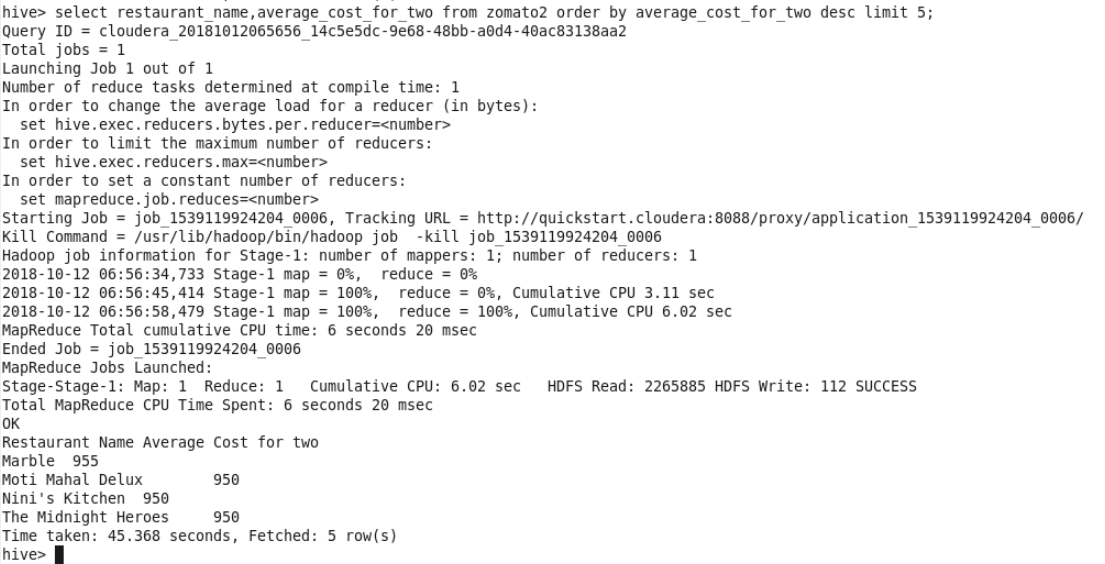 hive> select restaurant_name,average_cost_for_two from zomato2 order by average_cost_for_two desc limit 5;
Query ID = cloudera_20181012065656_14c5e5dc-9e68-48bb-a0d4-40ac83138aa2
Total jobs = 1
Launching Job 1 out of 1
Number of reduce tasks determined at compile time: 1
In order to change the average load for a reducer (in bytes):
  set hive.exec.reducers.bytes.per.reducer=<number>
In order to limit the maximum number of reducers:
  set hive.exec.reducers.max=<number>
In order to set a constant number of reducers:
  set mapreduce.job.reduces=<number>
Starting Job = job_1539119924204_0006, Tracking URL = http://quickstart.cloudera:8088/proxy/application_1539119924204_0006/
Kill Command = /usr/lib/hadoop/bin/hadoop job  -kill job_1539119924204_0006
Hadoop job information for Stage-1: number of mappers: 1; number of reducers: 1
2018-10-12 06:56:34,733 Stage-1 map = 0%,  reduce = 0%
2018-10-12 06:56:45,414 Stage-1 map = 100%,  reduce = 0%, Cumulative CPU 3.11 sec
2018-10-12 06:56:58,479 Stage-1 map = 100%,  reduce = 100%, Cumulative CPU 6.02 sec
MapReduce Total cumulative CPU time: 6 seconds 20 msec
Ended Job = job_1539119924204_0006
MapReduce Jobs Launched:
Stage-Stage-1: Map: 1  Reduce: 1   Cumulative CPU: 6.02 sec   HDFS Read: 2265885 HDFS Write: 112 SUCCESS
Total MapReduce CPU Time Spent: 6 seconds 20 msec
OK
Restaurant Name Average Cost for two
Marble  955
Moti Mahal Delux        950
Nini's Kitchen  950
The Midnight Heroes     950
Time taken: 45.368 seconds, Fetched: 5 row(s)
hive>